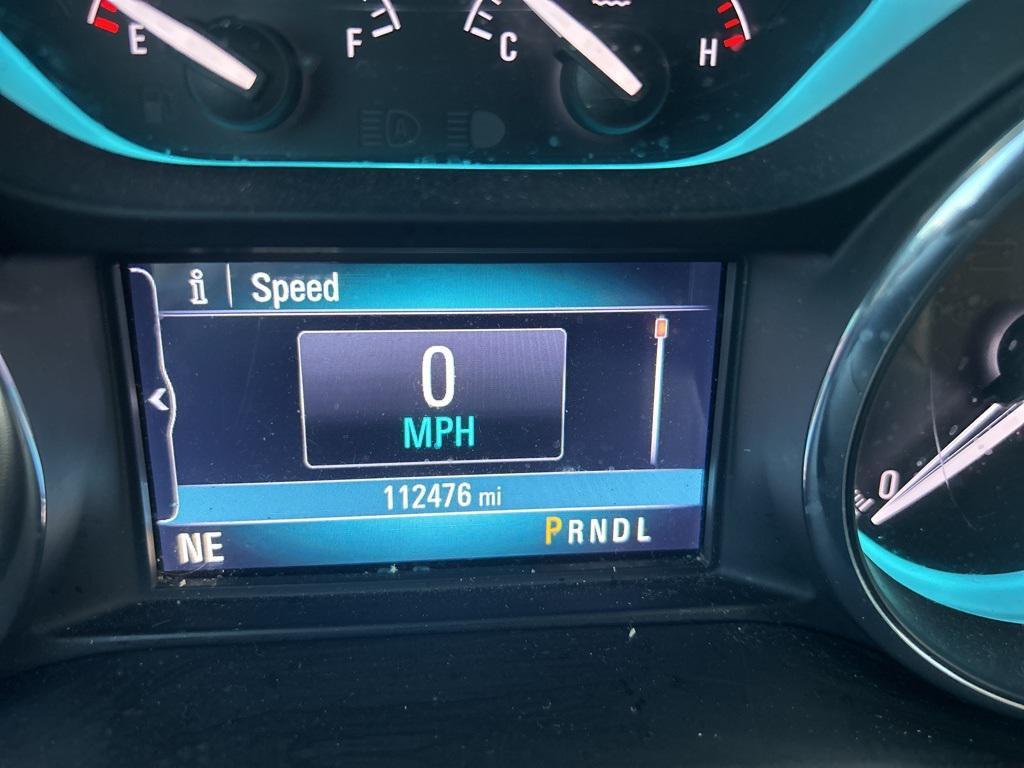 E F C H
A
i Speed
0
MPH
112476 mi
NE PRNDL
0